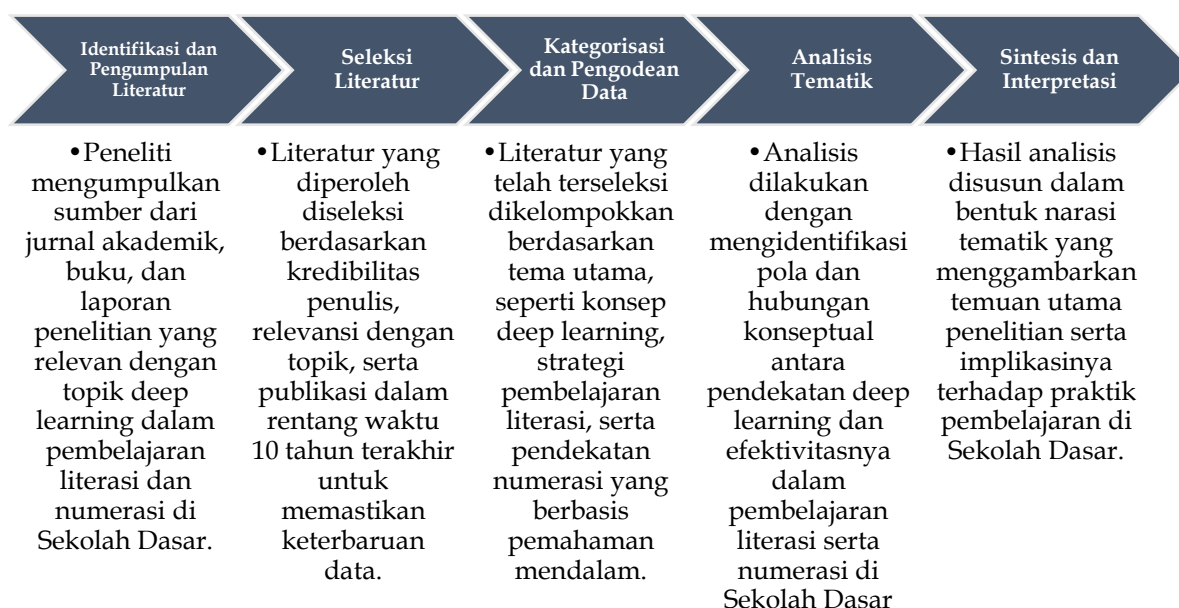 Identifikasi dan
Pengumpulan
Literatur
•Peneliti
mengumpulkan
sumber dari
jurnal akademik,
buku, dan
laporan
penelitian yang
relevan dengan
topik deep
learning dalam
pembelajaran
literasi dan
numerasi di
Sekolah Dasar.
Seleksi
Literatur
•Literatur yang
diperoleh
diseleksi
berdasarkan
kredibilitas
penulis,
relevansi dengan
topik, serta
publikasi dalam
rentang waktu
10 tahun terakhir
untuk
memastikan
keterbaruan
data.
Kategorisasi
dan Pengodean
Data
•Literatur yang
telah terseleksi
dikelompokkan
berdasarkan
tema utama,
seperti konsep
deep learning,
strategi
pembelajaran
literasi, serta
pendekatan
numerasi yang
berbasis
pemahaman
mendalam.
Analisis
Tematik
•Analisis
dilakukan
dengan
mengidentifikasi
pola dan
hubungan
konseptual
antara
pendekatan deep
learning dan
efektivitasnya
dalam
pembelajaran
literasi serta
numerasi di
Sekolah Dasar
Sintesis dan
Interpretasi
•Hasil analisis
disusun dalam
bentuk narasi
tematik yang
menggambarkan
temuan utama
penelitian serta
implikasinya
terhadap praktik
pembelajaran di
Sekolah Dasar.